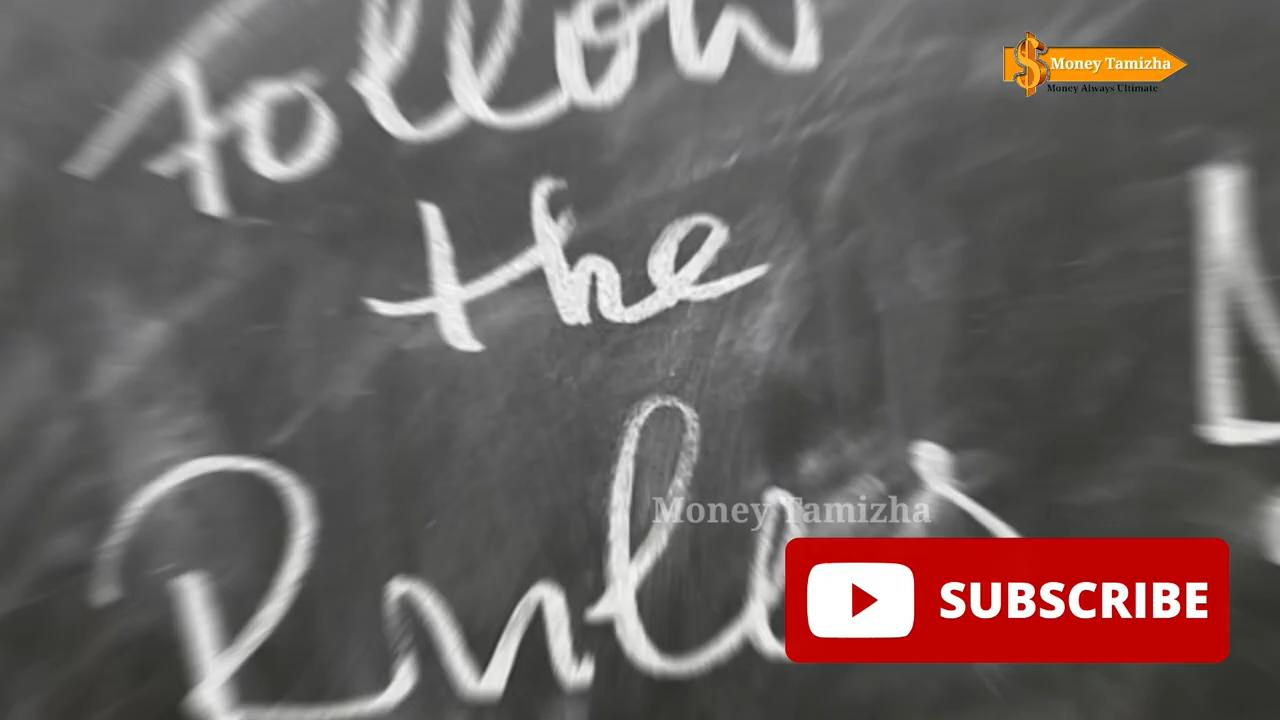 Follow
the
Rules
Money Tamizha
Money Always Ultimate
Money Tamizha
SUBSCRIBE